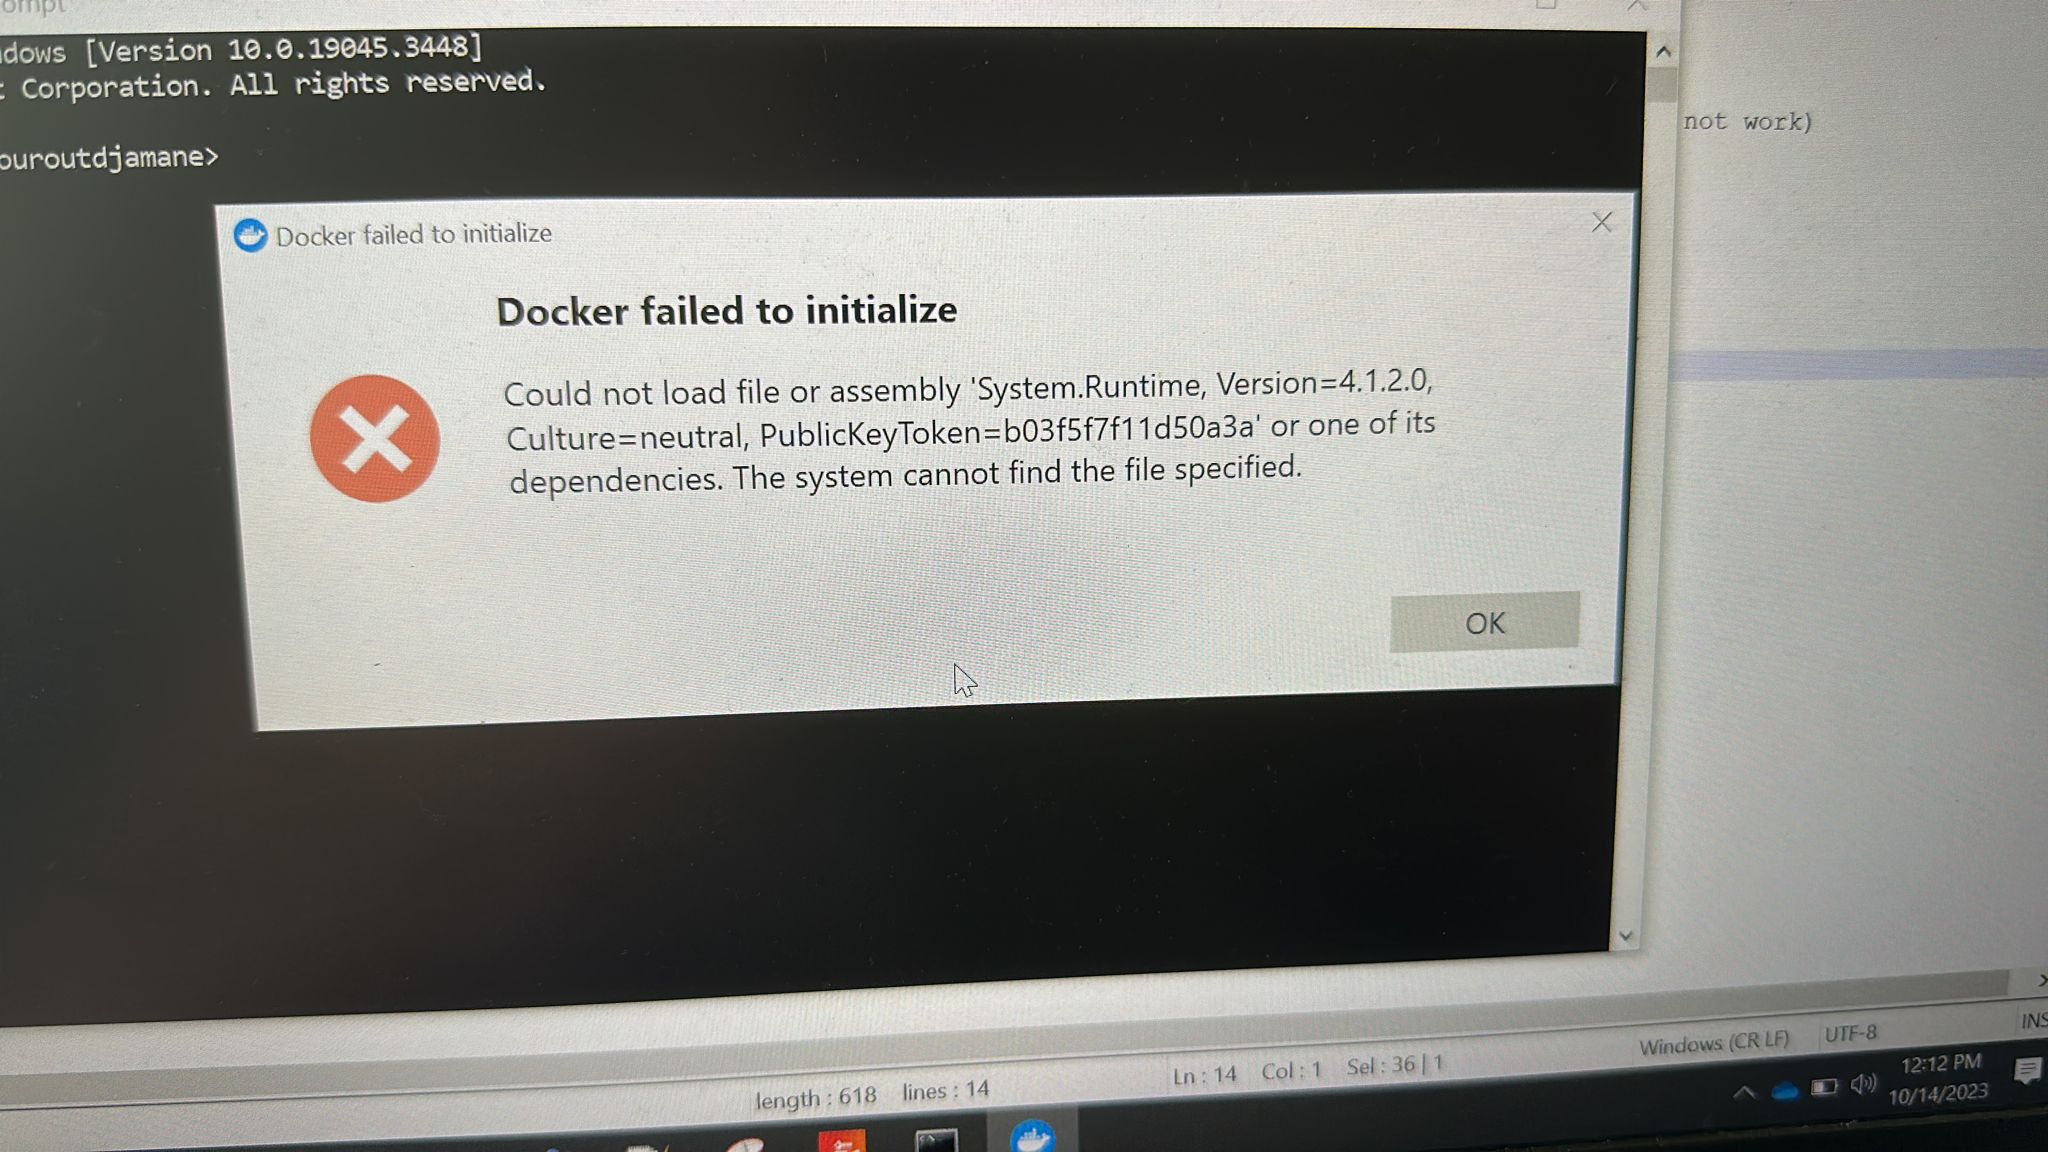 [Version 10.0.19045.3448]
Corporation. All rights reserved.
not work)
ouroutdjamane>
Docker failed to initialize
Docker failed to initialize
Could not load file or assembly 'System.Runtime, Version=4.1.2.0,
Culture=neutral, PublicKeyToken=b03f5f7f11d50a3a' or one of its
dependencies. The system cannot find the file specified.
OK
length : 618 lines : 14 Ln : 14 Col : 1 Sel : 36 | 1 Windows (CR LF) UTF-8 INS
12:12 PM
10/14/2023